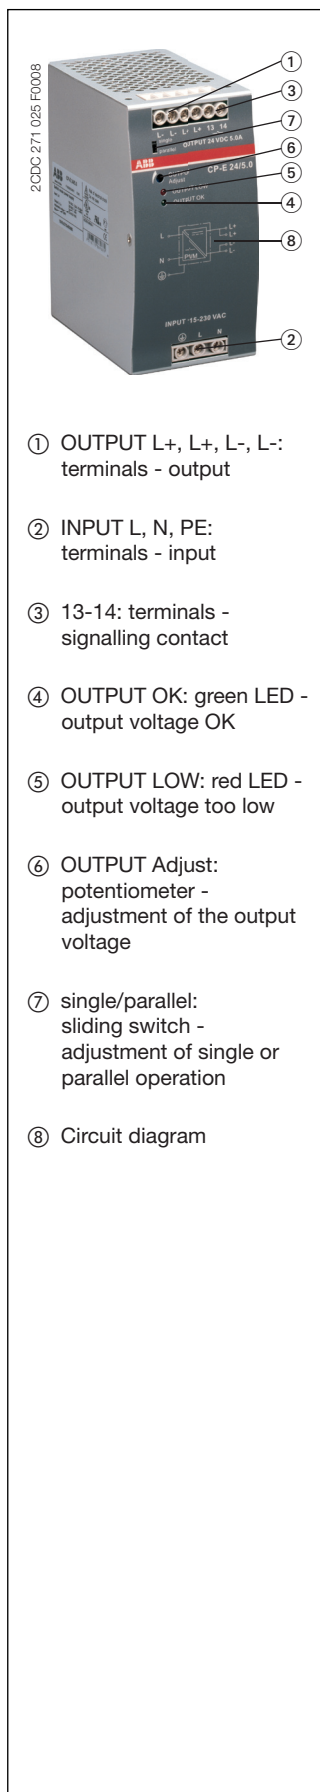 2CDC 271 025 F0008
① ③ ⑦ ⑥ ⑤ ④ ⑧ ②
L- L- L+ L+ 13 14
single
parallel
OUTPUT 24 VDC 5.0A
ABB
CP-E 24/5.0
OUTPUT
Adjust
OUTPUT LOW
OUTPUT OK
L
N
L+
L+
L-
L-
PWM
INPUT 115-230 VAC
L N
① OUTPUT L+, L+, L-, L-:
terminals - output
② INPUT L, N, PE:
terminals - input
③ 13-14: terminals -
signalling contact
④ OUTPUT OK: green LED -
output voltage OK
⑤ OUTPUT LOW: red LED -
output voltage too low
⑥ OUTPUT Adjust:
potentiometer -
adjustment of the output
voltage
⑦ single/parallel:
sliding switch -
adjustment of single or
parallel operation
⑧ Circuit diagram